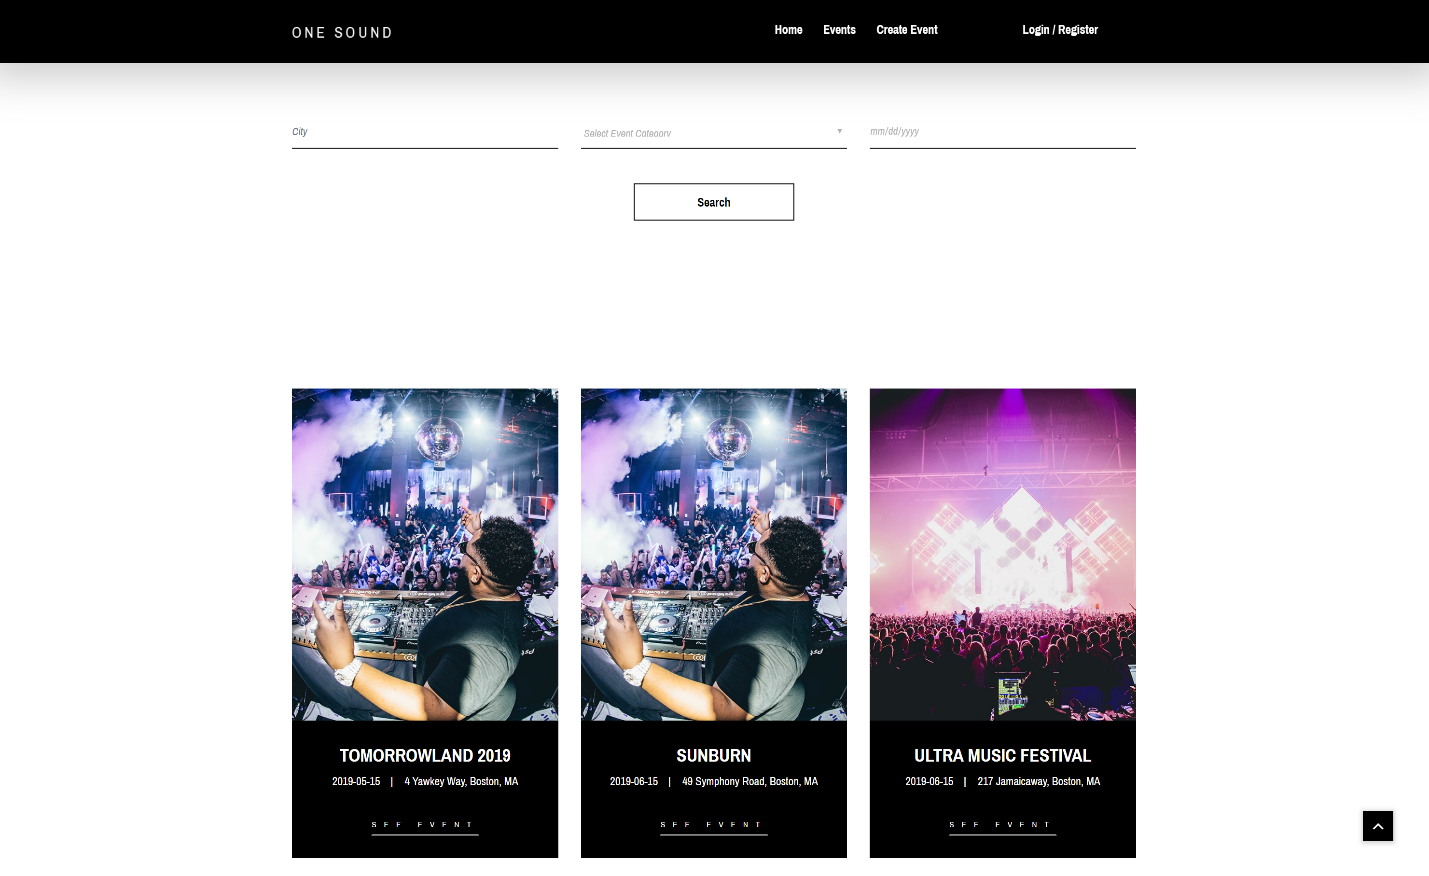 ONE SOUND
Home Events Create Event Login / Register
City
Select Event Category
mm/dd/yyyy
Search
TOMORROWLAND 2019
2019-05-15 | 4 Yawkey Way, Boston, MA
SEE EVENT
SUNBURN
2019-06-15 | 49 Symphony Road, Boston, MA
SEE EVENT
ULTRA MUSIC FESTIVAL
2019-06-15 | 217 Jamaicaway, Boston, MA
SEE EVENT